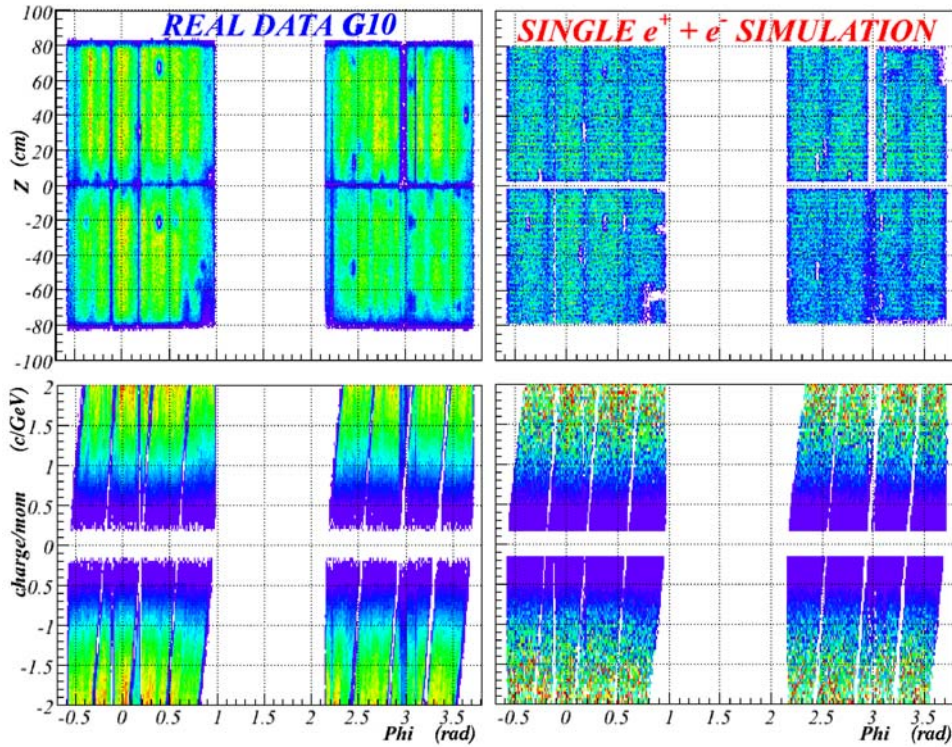 REAL DATA G10
SINGLE e⁺ + e⁻ SIMULATION
100
80
60
40
20
0
-20
-40
-60
-80
-100
Z (cm)
2
1.5
1
0.5
0
0.5
-1
-1.5
-2
charge/mom (c/GeV)
-0.5 0 0.5 1 1.5 2 2.5 3 3.5
Phi (rad)
-0.5 0 0.5 1 1.5 2 2.5 3 3.5
Phi (rad)